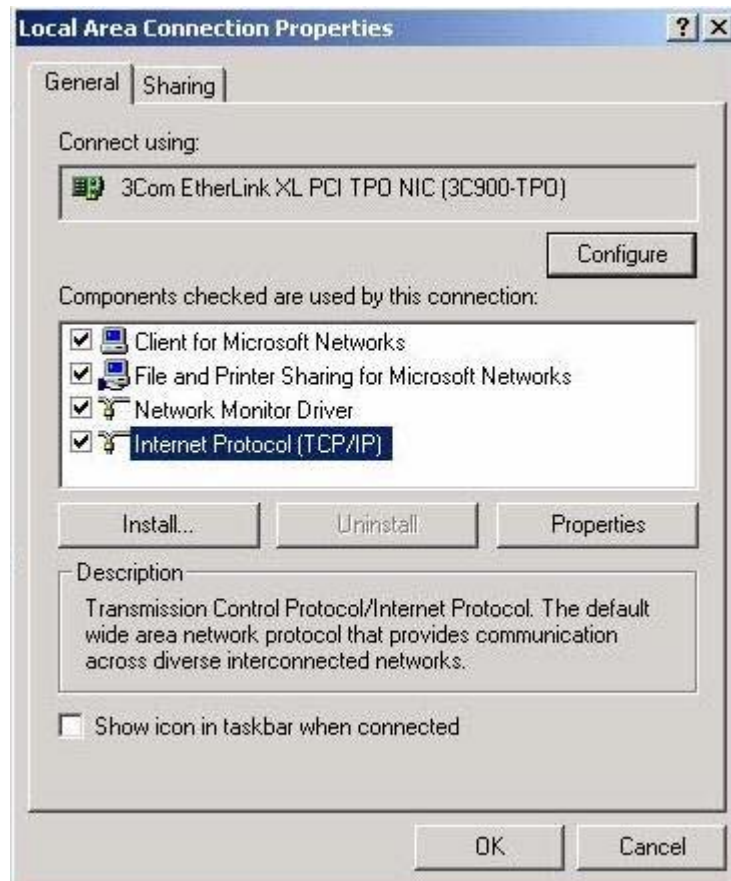 Local Area Connection Properties
? X
General Sharing
Connect using:
3Com EtherLink XL PCI TPO NIC (3C900-TPO)
Configure
Components checked are used by this connection:
Client for Microsoft Networks
File and Printer Sharing for Microsoft Networks
Network Monitor Driver
Internet Protocol (TCP/IP)
Install... Uninstall Properties
Description
Transmission Control Protocol/Internet Protocol. The default
wide area network protocol that provides communication
across diverse interconnected networks.
Show icon in taskbar when connected
OK Cancel